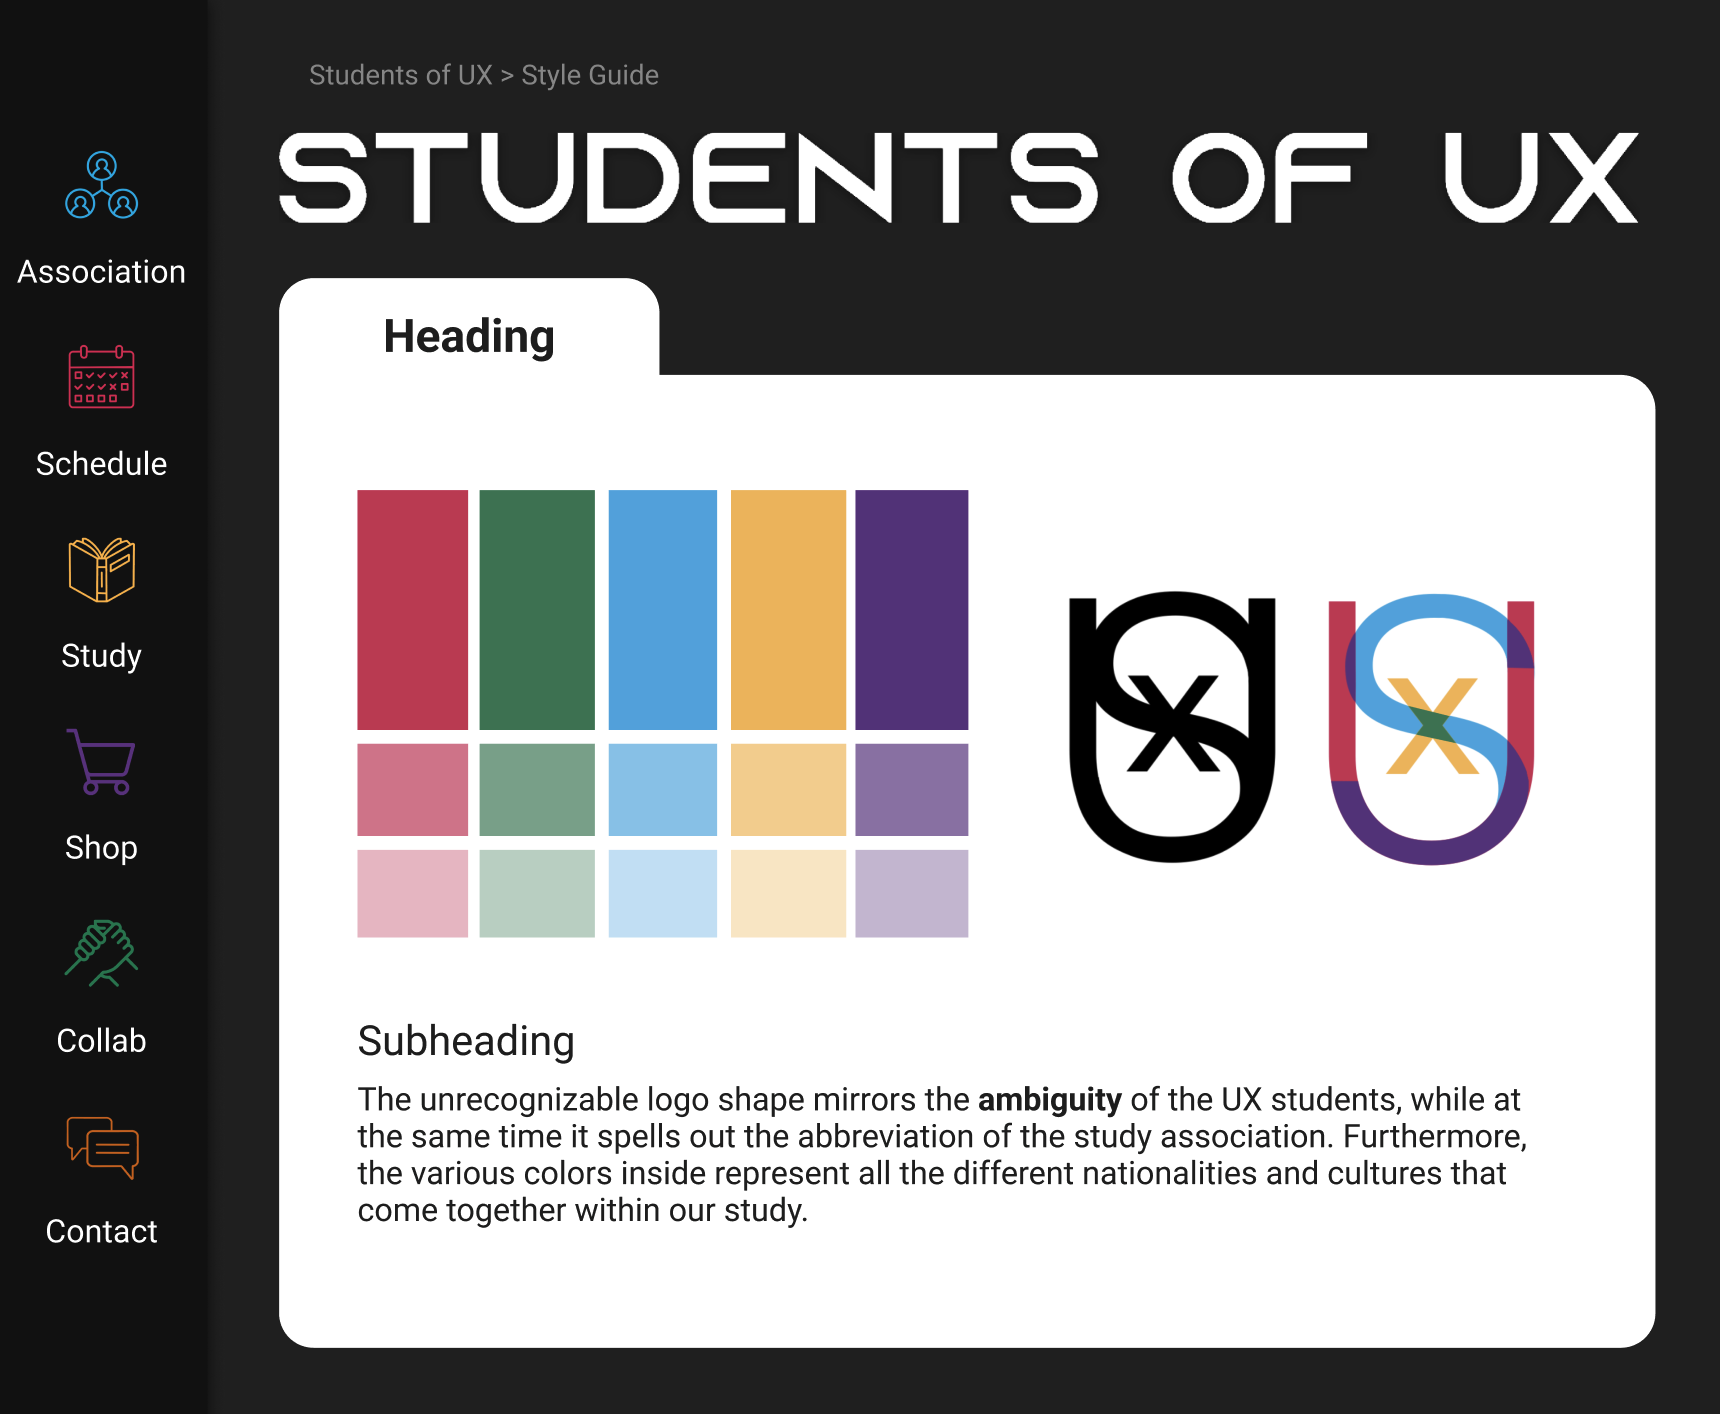 Students of UX > Style Guide
STUDENTS OF UX
Association
Schedule
Study
Shop
Collab
Contact
Heading
Subheading
The unrecognizable logo shape mirrors the ambiguity of the UX students, while at
the same time it spells out the abbreviation of the study association. Furthermore,
the various colors inside represent all the different nationalities and cultures that
come together within our study.